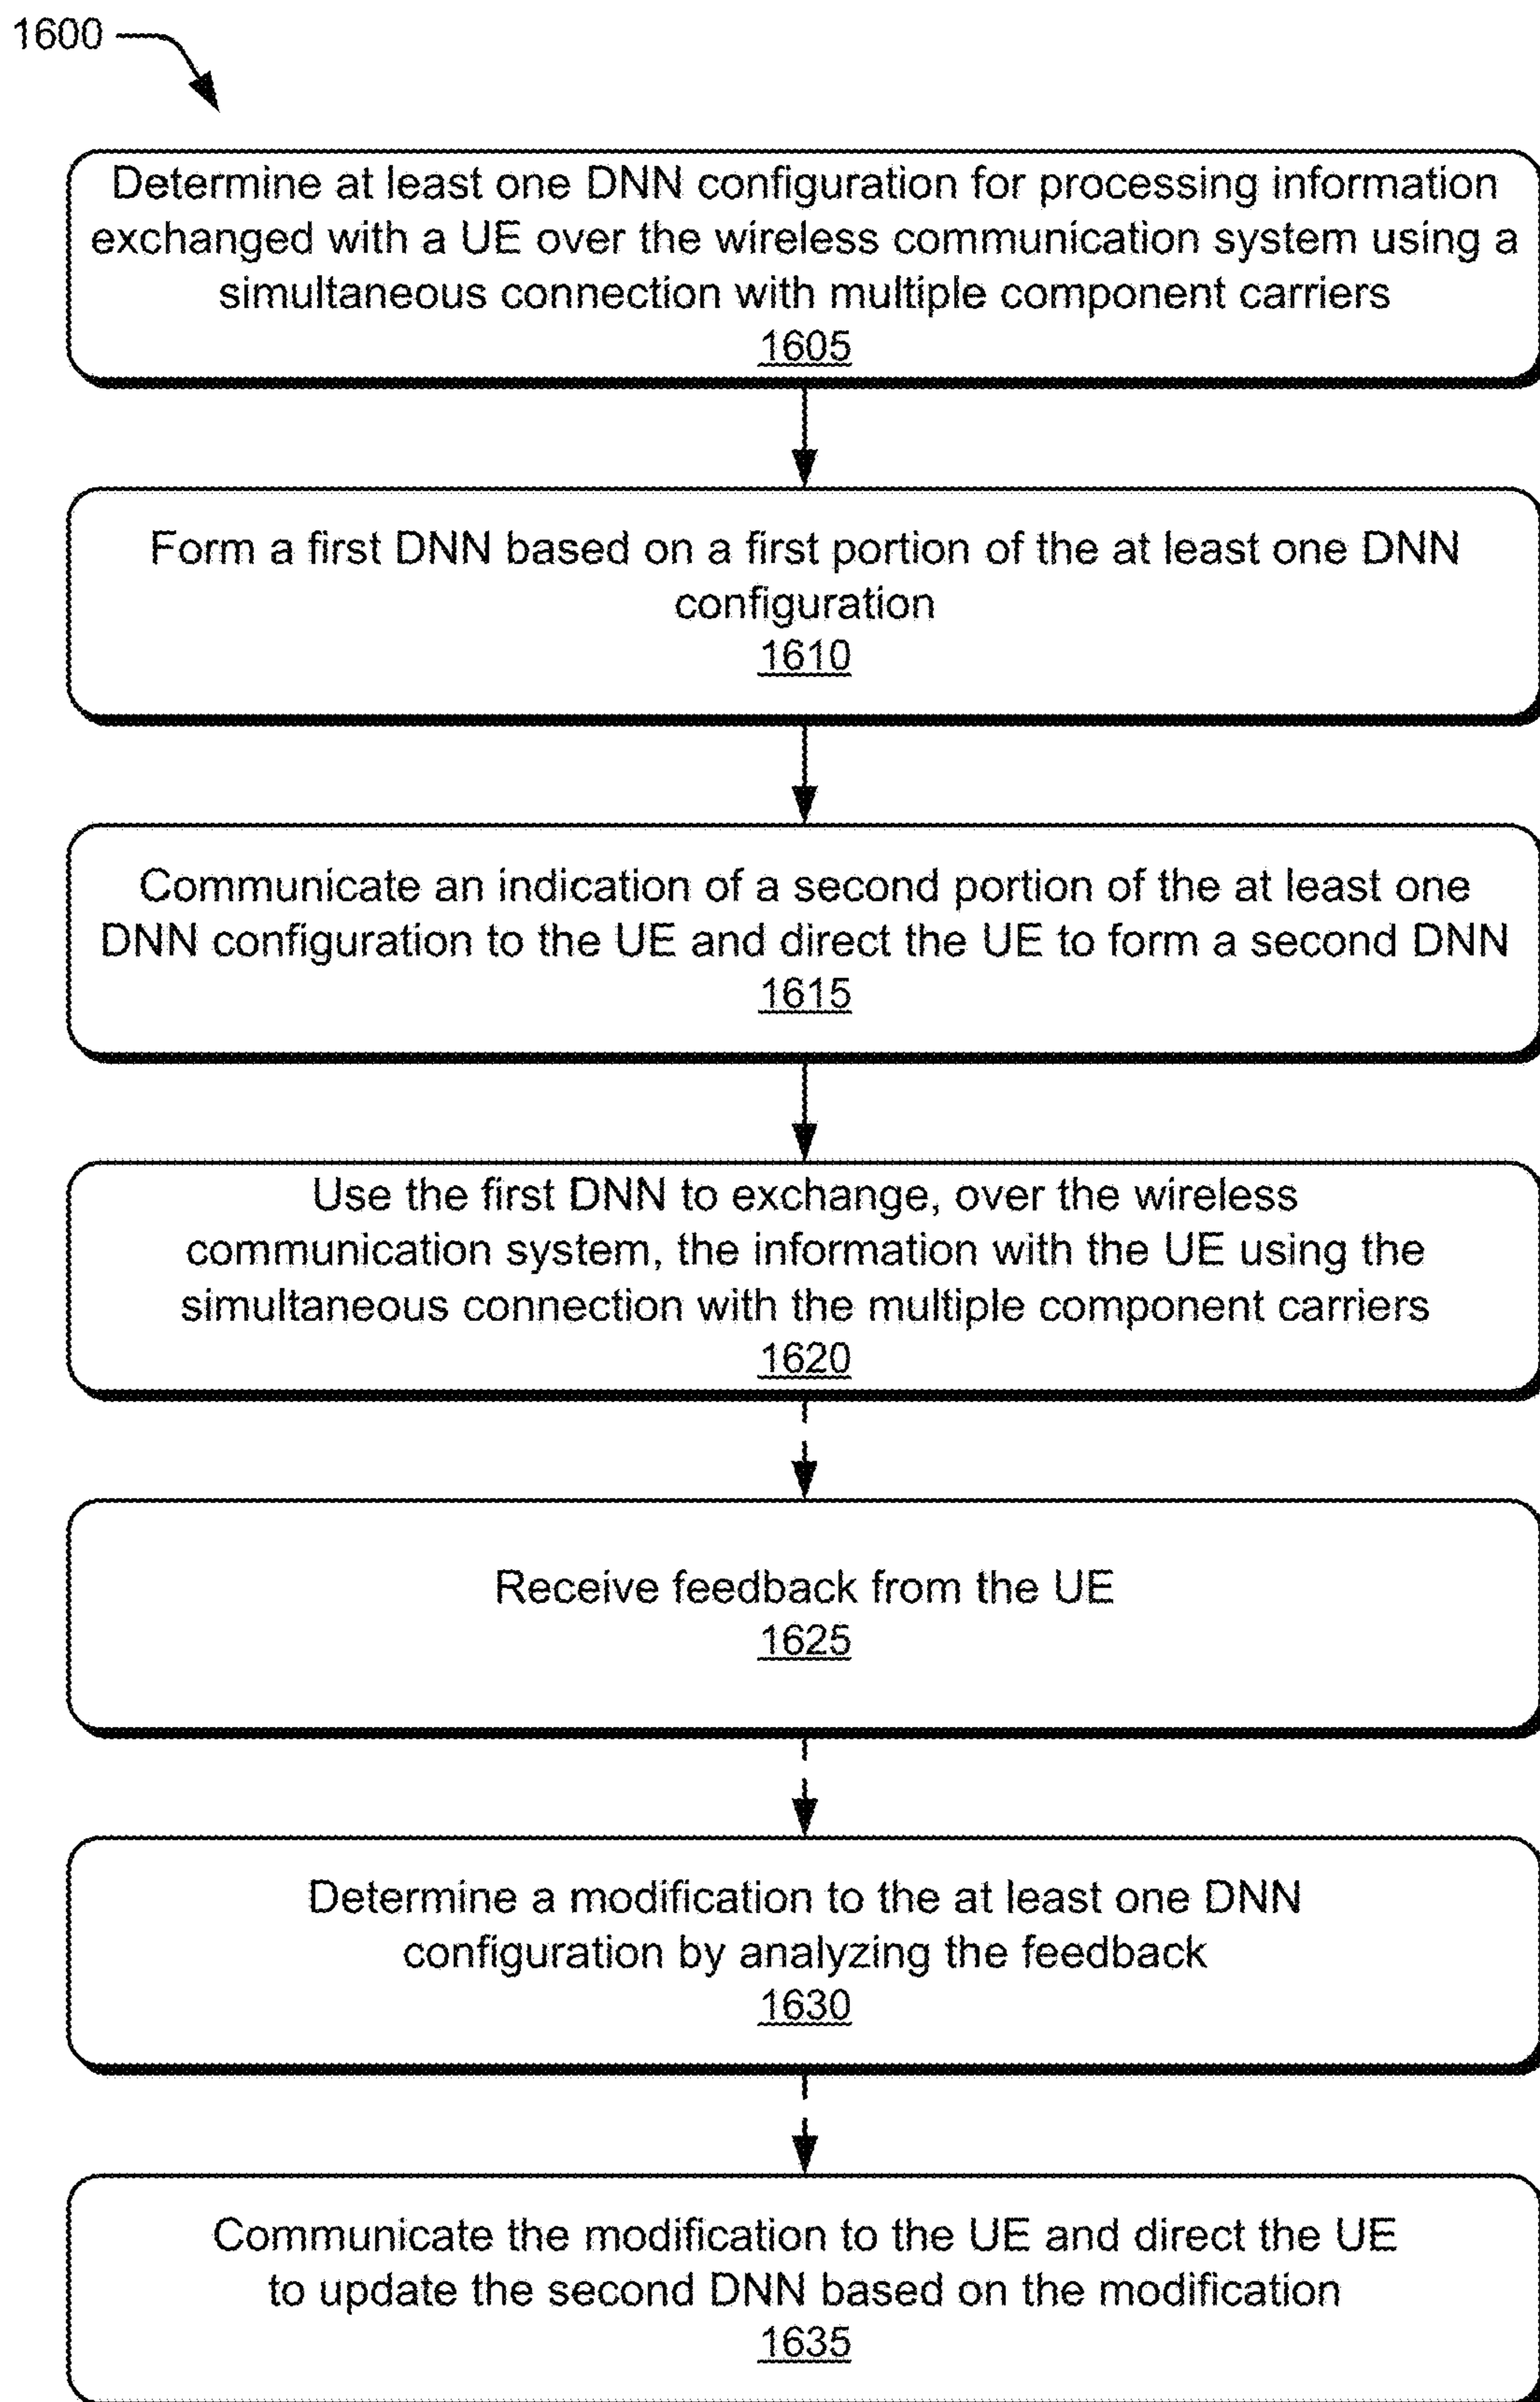 1600
Determine at least one DNN configuration for processing information
exchanged with a UE over the wireless communication system using a
simultaneous connection with multiple component carriers
1605
Form a first DNN based on a first portion of the at least one DNN
configuration
1610
Communicate an indication of a second portion of the at least one
DNN configuration to the UE and direct the UE to form a second DNN
1615
Use the first DNN to exchange, over the wireless
communication system, the information with the UE using the
simultaneous connection with the multiple component carriers
1620
Receive feedback from the UE
1625
Determine a modification to the at least one DNN
configuration by analyzing the feedback
1630
Communicate the modification to the UE and direct the UE
to update the second DNN based on the modification
1635